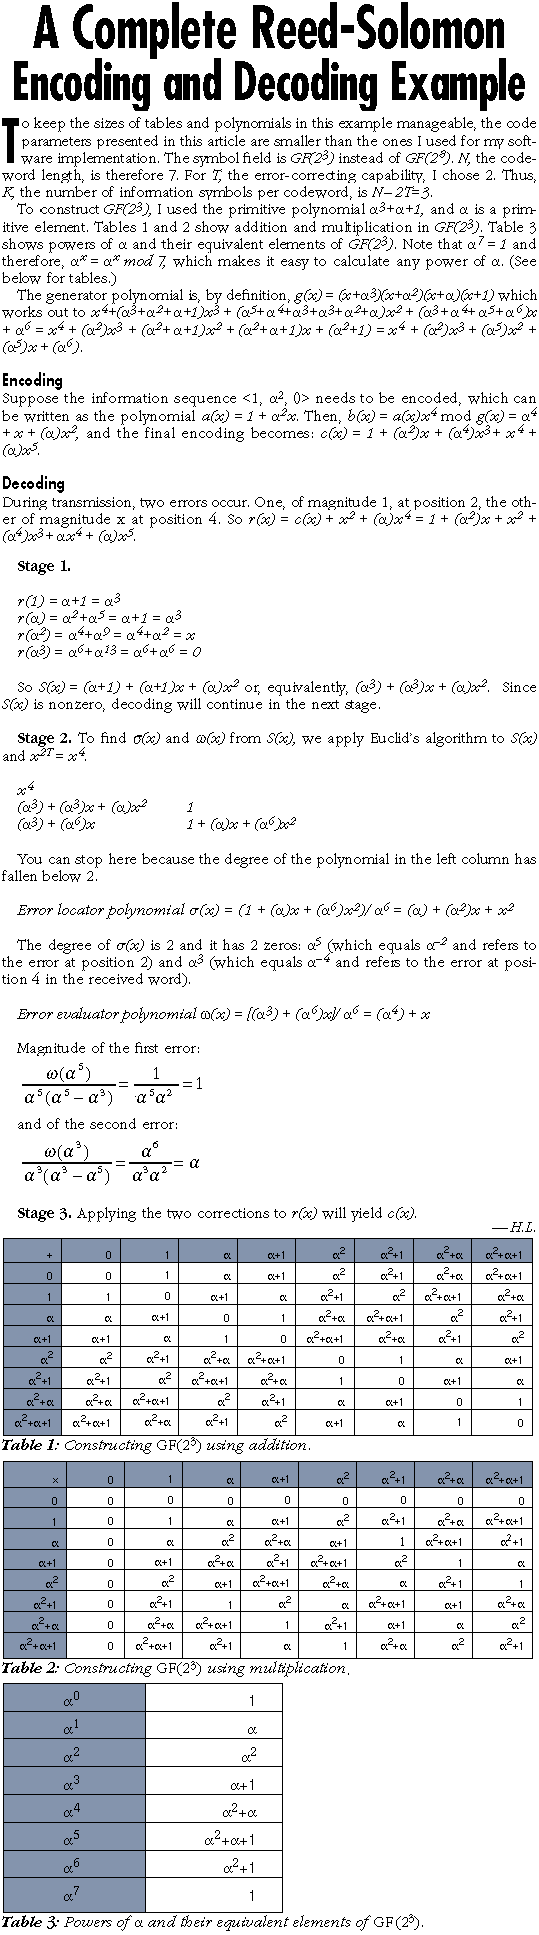 A Complete Reed-Solomon
Encoding and Decoding Example
To keep the sizes of tables and polynomials in this example manageable, the code
parameters presented in this article are smaller than the ones I used for my soft-
ware implementation. The symbol field is GF(2³) instead of GF(2⁸). N, the code-
word length, is therefore 7. For T, the error-correcting capability, I chose 2. Thus,
K, the number of information symbols per codeword, is N–2T=3.
To construct GF(2³), I used the primitive polynomial α³+α+1, and α is a prim-
itive element. Tables 1 and 2 show addition and multiplication in GF(2³). Table 3
shows powers of α and their equivalent elements of GF(2³). Note that α⁷ = 1 and
therefore, αˣ = αˣ mod 7, which makes it easy to calculate any power of α. (See
below for tables.)
The generator polynomial is, by definition, g(x) = (x+α³)(x+α²)(x+α)(x+1) which
works out to x⁴+(α³+α²+α+1)x³ + (α⁵+α⁴+α³+α³+α²+α)x² + (α³+α⁴+α⁵+α⁶)x
+ α⁶ = x⁴ + (α²)x³ + (α²+α+1)x² + (α²+α+1)x + (α²+1) = x⁴ + (α²)x³ + (α⁵)x² +
(α⁵)x + (α⁶).
Encoding
Suppose the information sequence <1, α², 0> needs to be encoded, which can
be written as the polynomial a(x) = 1 + α²x. Then, b(x) = a(x)x⁴ mod g(x) = α⁴
+ x + (α)x², and the final encoding becomes: c(x) = 1 + (α²)x + (α⁴)x³+ x⁴ +
(α)x⁵.
Decoding
During transmission, two errors occur. One, of magnitude 1, at position 2, the oth-
er of magnitude x at position 4. So r(x) = c(x) + x² + (α)x⁴ = 1 + (α²)x + x² +
(α⁴)x³+ αx⁴ + (α)x⁵.
Stage 1.
r(1) = α+1 = α³
r(α) = α²+α⁵ = α+1 = α³
r(α²) = α⁴+α⁹ = α⁴+α² = x
r(α³) = α⁶+α¹³ = α⁶+α⁶ = 0
So S(x) = (α+1) + (α+1)x + (α)x² or, equivalently, (α³) + (α³)x + (α)x². Since
S(x) is nonzero, decoding will continue in the next stage.
Stage 2. To find σ(x) and ω(x) from S(x), we apply Euclid's algorithm to S(x)
and x²ᵀ = x⁴.
x⁴
(α³) + (α³)x + (α)x² 1
(α³) + (α⁶)x 1 + (α)x + (α⁶)x²
You can stop here because the degree of the polynomial in the left column has
fallen below 2.
Error locator polynomial σ(x) = (1 + (α)x + (α⁶)x²)/ α⁶ = (α) + (α²)x + x²
The degree of σ(x) is 2 and it has 2 zeros: α⁵ (which equals α⁻² and refers to
the error at position 2) and α³ (which equals α⁻⁴ and refers to the error at posi-
tion 4 in the received word).
Error evaluator polynomial ω(x) = [(α³) + (α⁶)x]/ α⁶ = (α⁴) + x
Magnitude of the first error:
ω(α⁵) / α⁵(α⁵ − α³) = 1 / α⁵α² = 1
and of the second error:
ω(α³) / α³(α³ − α⁵) = α⁶ / α³α² = α
Stage 3. Applying the two corrections to r(x) will yield c(x).
—H.L.
+ 0 1 α α+1 α² α²+1 α²+α α²+α+1
0 0 1 α α+1 α² α²+1 α²+α α²+α+1
1 1 0 α+1 α α²+1 α² α²+α+1 α²+α
α α α+1 0 1 α²+α α²+α+1 α² α²+1
α+1 α+1 α 1 0 α²+α+1 α²+α α²+1 α²
α² α² α²+1 α²+α α²+α+1 0 1 α α+1
α²+1 α²+1 α² α²+α+1 α²+α 1 0 α+1 α
α²+α α²+α α²+α+1 α² α²+1 α α+1 0 1
α²+α+1 α²+α+1 α²+α α²+1 α² α+1 α 1 0
Table 1: Constructing GF(2³) using addition.
× 0 1 α α+1 α² α²+1 α²+α α²+α+1
0 0 0 0 0 0 0 0 0
1 0 1 α α+1 α² α²+1 α²+α α²+α+1
α 0 α α² α²+α α+1 1 α²+α+1 α²+1
α+1 0 α+1 α²+α α²+1 α²+α+1 α² 1 α
α² 0 α² α+1 α²+α+1 α²+α α α²+1 1
α²+1 0 α²+1 1 α² α α²+α+1 α+1 α²+α
α²+α 0 α²+α α²+α+1 1 α²+1 α+1 α α²
α²+α+1 0 α²+α+1 α²+1 α 1 α²+α α² α²+1
Table 2: Constructing GF(2³) using multiplication.
α⁰ 1
α¹ α
α² α²
α³ α+1
α⁴ α²+α
α⁵ α²+α+1
α⁶ α²+1
α⁷ 1
Table 3: Powers of α and their equivalent elements of GF(2³).